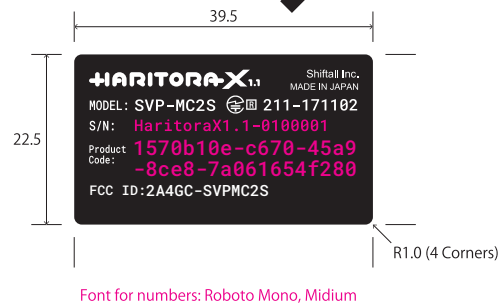 39.5
22.5
HARITORA-X 1.1
Shiftall Inc.
MADE IN JAPAN
MODEL: SVP-MC2S R 211-171102
S/N: HaritoraX1.1-0100001
Product Code: 1570b10e-c670-45a9
-8ce8-7a061654f280
FCC ID:2A4GC-SVPMC2S
R1.0 (4 Corners)
Font for numbers: Roboto Mono, Midium